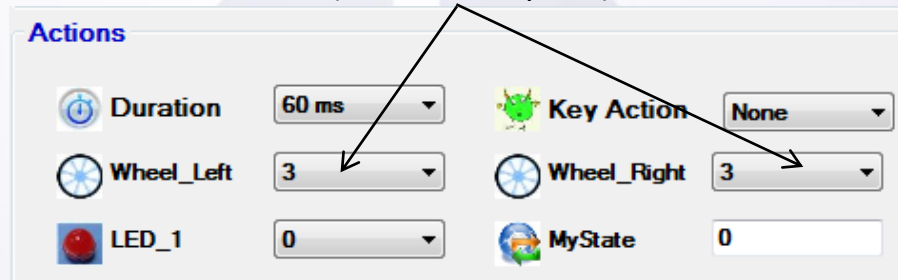 Actions
Duration 60 ms Key Action None
Wheel_Left 3 Wheel_Right 3
LED_1 0 MyState 0